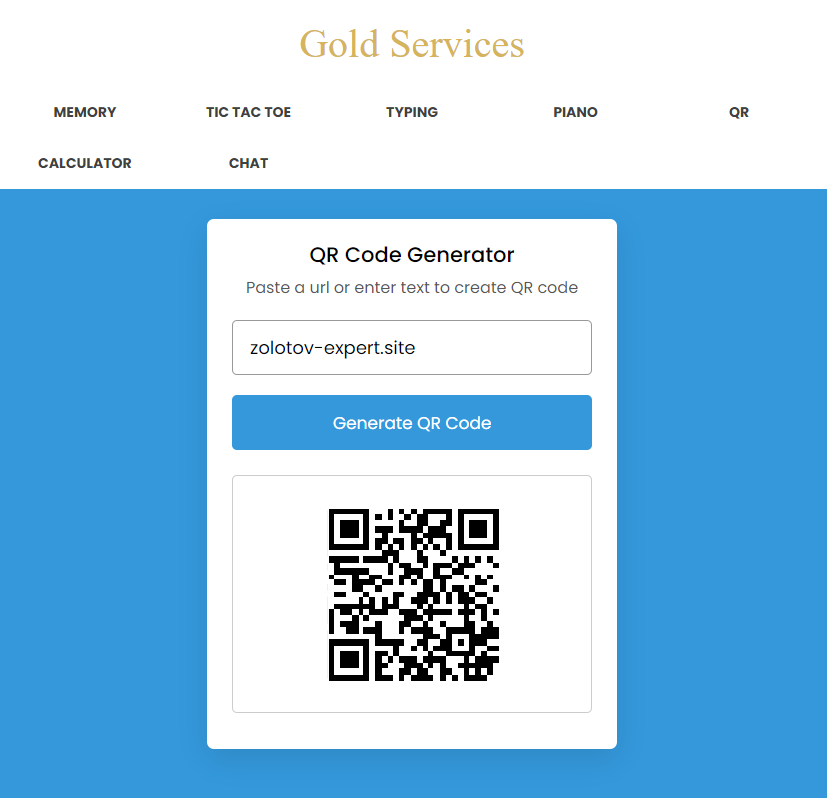 Gold Services
MEMORY TIC TAC TOE TYPING PIANO QR
CALCULATOR CHAT
QR Code Generator
Paste a url or enter text to create QR code
zolotov-expert.site
Generate QR Code